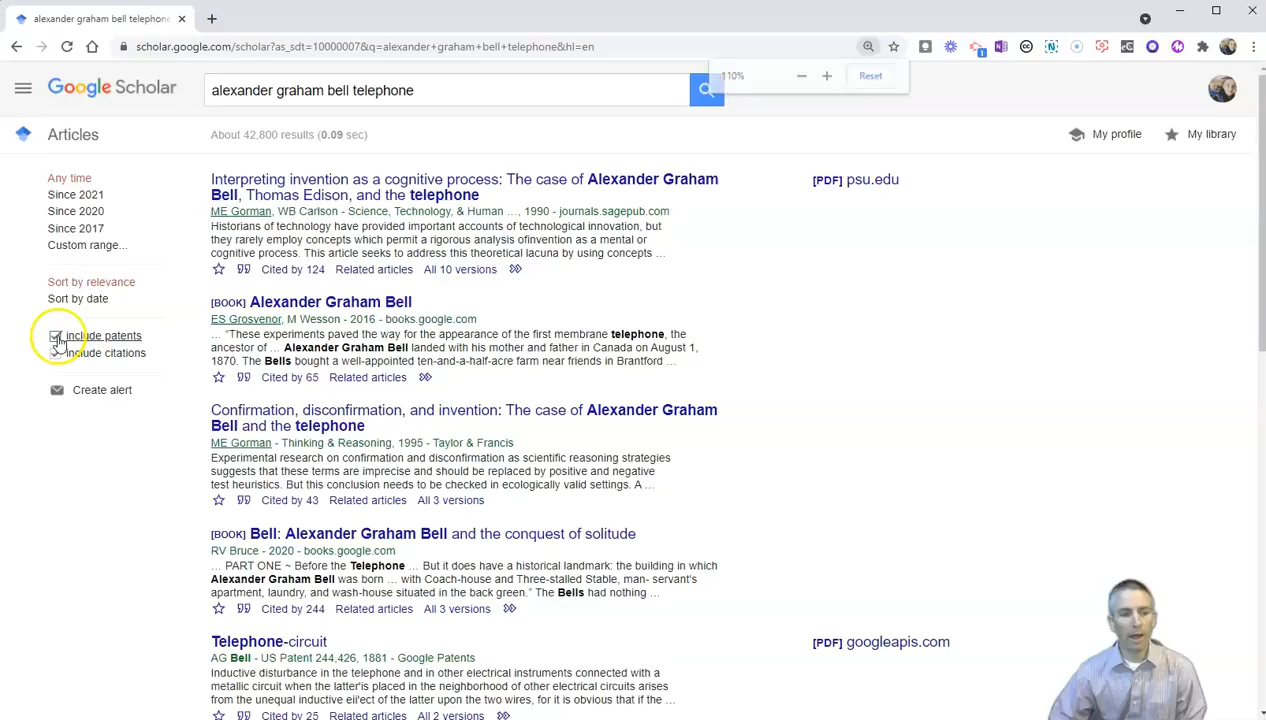 alexander graham bell telephone
scholar.google.com/scholar?as_sdt=10000007&q=alexander+graham+bell+telephone&hl=en
110%
Reset
Google Scholar
alexander graham bell telephone
Articles
About 42,800 results (0.09 sec)
My profile
My library
Any time
Since 2021
Since 2020
Since 2017
Custom range...
Sort by relevance
Sort by date
include patents
include citations
Create alert
Interpreting invention as a cognitive process: The case of Alexander Graham
Bell, Thomas Edison, and the telephone
[PDF] psu.edu
ME Gorman, WB Carlson - Science, Technology, & Human …, 1990 - journals.sagepub.com
Historians of technology have provided important accounts of technological innovation, but
they rarely employ concepts which permit a rigorous analysis ofinvention as a mental or
cognitive process. This article seeks to address this theoretical lacuna by using concepts …
Cited by 124 Related articles All 10 versions
[BOOK] Alexander Graham Bell
ES Grosvenor, M Wesson - 2016 - books.google.com
… "These experiments paved the way for the appearance of the first membrane telephone, the
ancestor of … Alexander Graham Bell landed with his mother and father in Canada on August 1,
1870. The Bells bought a well-appointed ten-and-a-half-acre farm near friends in Brantford …
Cited by 65 Related articles
Confirmation, disconfirmation, and invention: The case of Alexander Graham
Bell and the telephone
ME Gorman - Thinking & Reasoning, 1995 - Taylor & Francis
Experimental research on confirmation and disconfirmation as scientific reasoning strategies
suggests that these terms are imprecise and should be replaced by positive and negative
test heuristics. But this conclusion needs to be checked in ecologically valid settings. A …
Cited by 43 Related articles All 3 versions
[BOOK] Bell: Alexander Graham Bell and the conquest of solitude
RV Bruce - 2020 - books.google.com
… PART ONE ~ Before the Telephone … But it does have a historical landmark: the building in which
Alexander Graham Bell was born … with Coach-house and Three-stalled Stable, man- servant's
apartment, laundry, and wash-house situated in the back green." The Bells had nothing …
Cited by 244 Related articles All 3 versions
Telephone-circuit
[PDF] googleapis.com
AG Bell - US Patent 244,426, 1881 - Google Patents
Inductive disturbance in the telephone and in other electrical instruments connected with a
metallic circuit when the latter'is placed in the neighborhood of other electrical circuits arises
from the unequal inductive eii'ect of the latter upon the two wires, for it is obvious that if the …
Cited by 25 Related articles All 2 versions